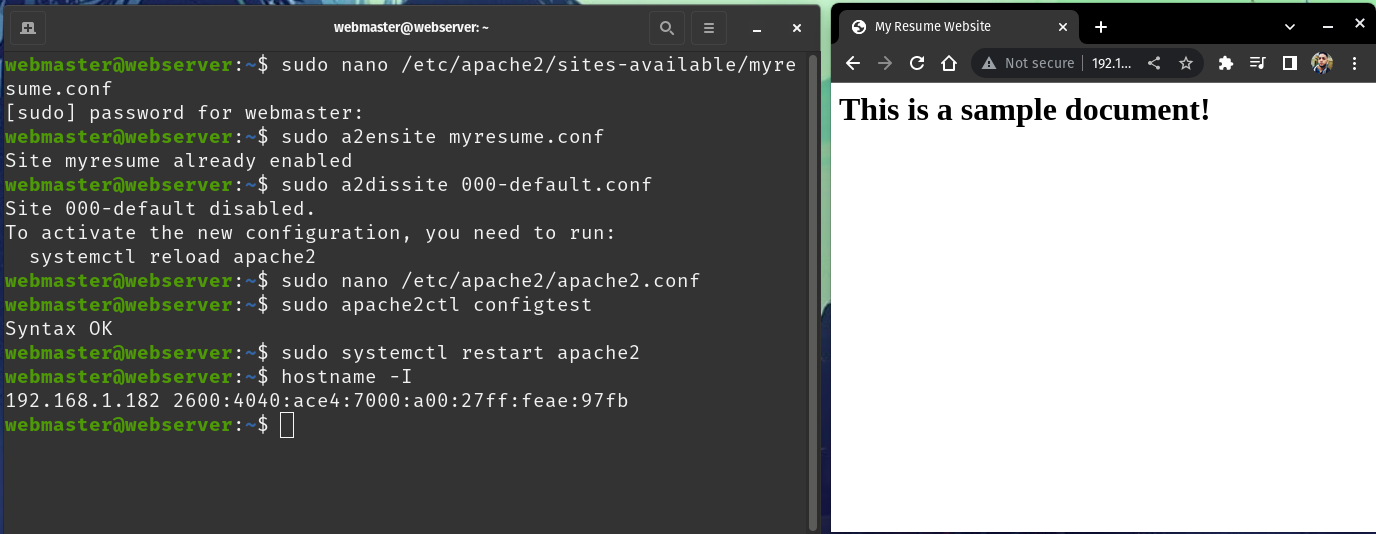 webmaster@webserver: ~
webmaster@webserver:~$ sudo nano /etc/apache2/sites-available/myre
sume.conf
[sudo] password for webmaster:
webmaster@webserver:~$ sudo a2ensite myresume.conf
Site myresume already enabled
webmaster@webserver:~$ sudo a2dissite 000-default.conf
Site 000-default disabled.
To activate the new configuration, you need to run:
  systemctl reload apache2
webmaster@webserver:~$ sudo nano /etc/apache2/apache2.conf
webmaster@webserver:~$ sudo apache2ctl configtest
Syntax OK
webmaster@webserver:~$ sudo systemctl restart apache2
webmaster@webserver:~$ hostname -I
192.168.1.182 2600:4040:ace4:7000:a00:27ff:feae:97fb
webmaster@webserver:~$
My Resume Website
Not secure 192.1...
This is a sample document!